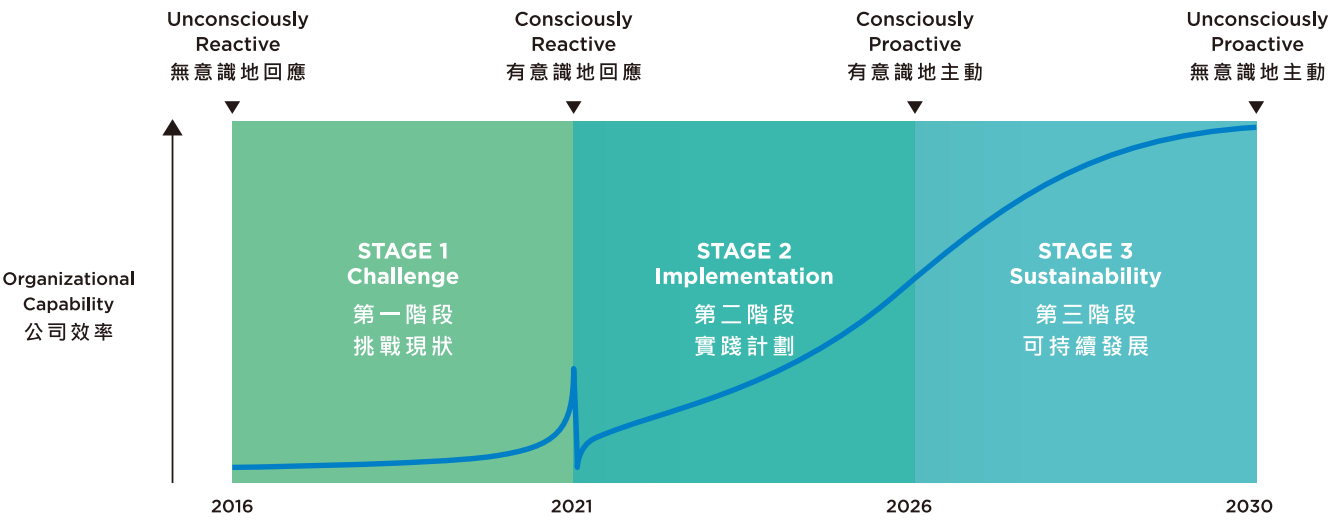 Unconsciously
Reactive
無意識地回應
Consciously
Reactive
有意識地回應
Consciously
Proactive
有意識地主動
Unconsciously
Proactive
無意識地主動
Organizational
Capability
公司效率
STAGE 1
Challenge
第一階段
挑戰現狀
STAGE 2
Implementation
第二階段
實踐計劃
STAGE 3
Sustainability
第三階段
可持續發展
2016
2021
2026
2030